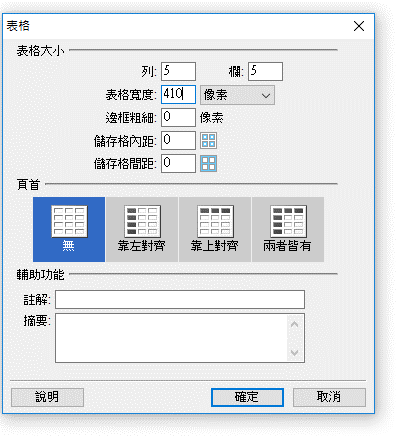 表格
表格大小
列: 5 欄: 5
表格寬度: 410 像素
邊框粗細: 0 像素
儲存格內距: 0
儲存格間距: 0
頁首
無 靠左對齊 靠上對齊 兩者皆有
輔助功能
註解:
摘要:
說明 確定 取消